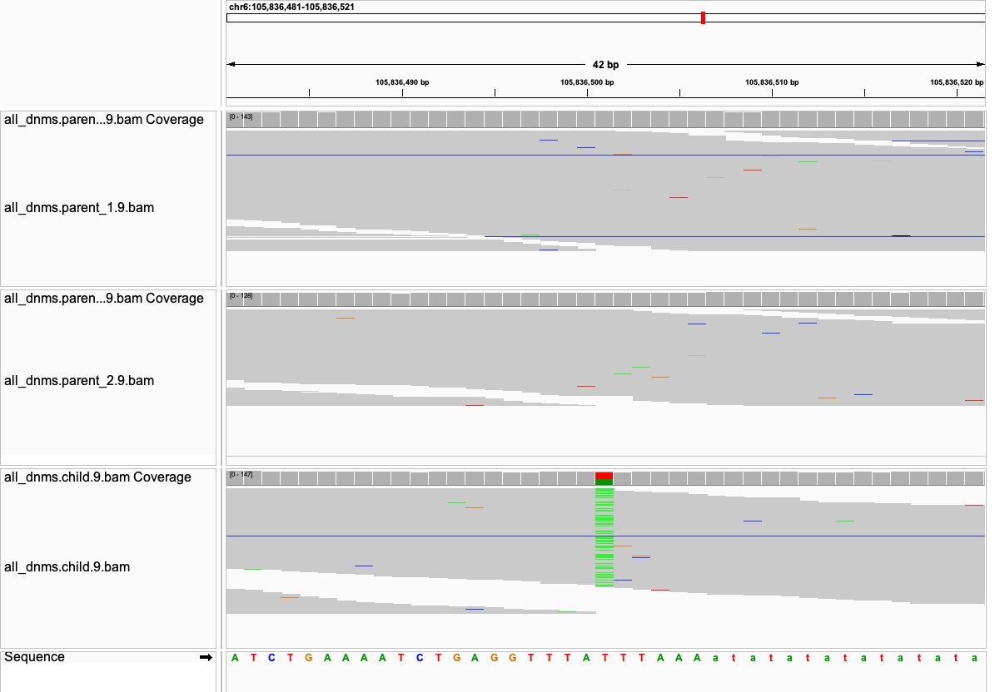 chr6:105,836,481-105,836,521
42 bp
105,836,490 bp 105,836,500 bp 105,836,510 bp 105,836,520 bp
all_dnms.paren...9.bam Coverage [0 - 143]
all_dnms.parent_1.9.bam
all_dnms.paren...9.bam Coverage [0 - 128]
all_dnms.parent_2.9.bam
all_dnms.child.9.bam Coverage [0 - 147]
all_dnms.child.9.bam
Sequence A T C T G A A A A T C T G A G G T T T A T T T A A A a t a t a t a t a t a t a t a